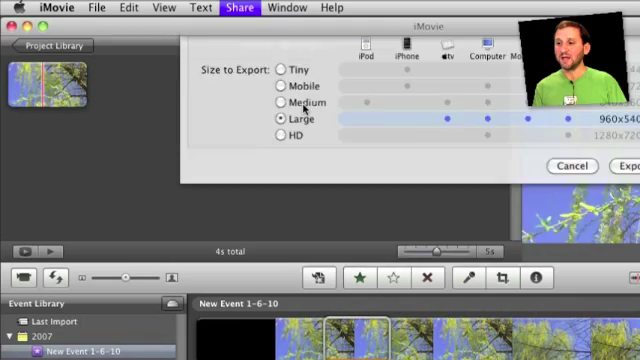 iMovie File Edit View Text Share Window Help
iMovie
Project Library
iPod iPhone tv Computer
Size to Export:
Tiny
Mobile
Medium
Large 960x540
HD 1280x720
Cancel
4s total 5s
Event Library
New Event 1-6-10
Last Import
2007
New Event 1-6-10